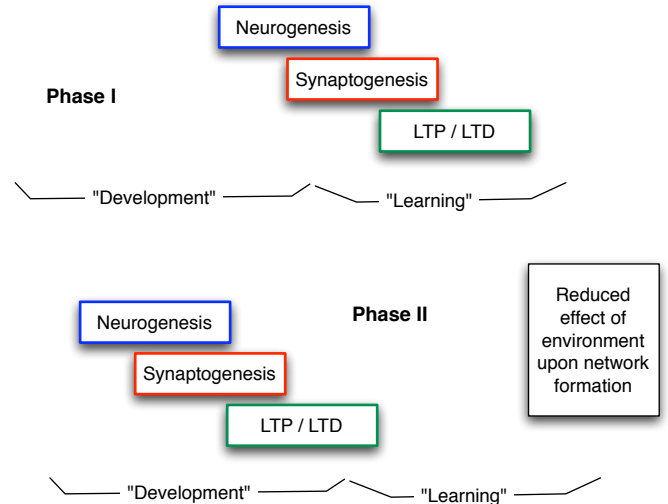 Neurogenesis
Synaptogenesis
Phase I
LTP / LTD
"Development"
"Learning"
Reduced
effect of
environment
upon network
formation
Neurogenesis
Phase II
Synaptogenesis
LTP / LTD
"Development"
"Learning"